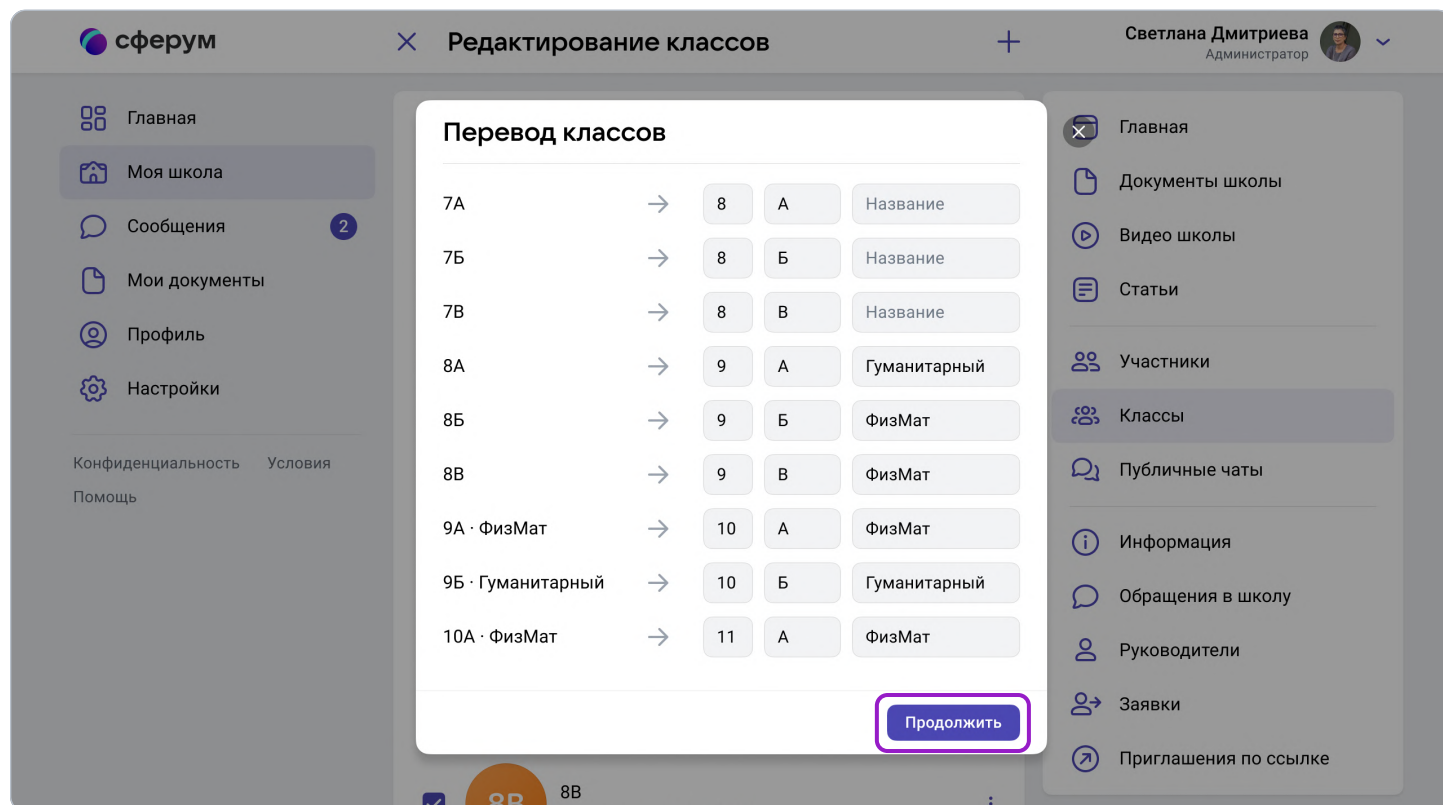 сферум
Редактирование классов
Светлана Дмитриева
Администратор
Главная
Моя школа
Сообщения 2
Мои документы
Профиль
Настройки
Конфиденциальность Условия
Помощь
Перевод классов
7А → 8 А Название
7Б → 8 Б Название
7В → 8 В Название
8А → 9 А Гуманитарный
8Б → 9 Б ФизМат
8В → 9 В ФизМат
9А · ФизМат → 10 А ФизМат
9Б · Гуманитарный → 10 Б Гуманитарный
10А · ФизМат → 11 А ФизМат
Продолжить
8В
8В
Главная
Документы школы
Видео школы
Статьи
Участники
Классы
Публичные чаты
Информация
Обращения в школу
Руководители
Заявки
Приглашения по ссылке